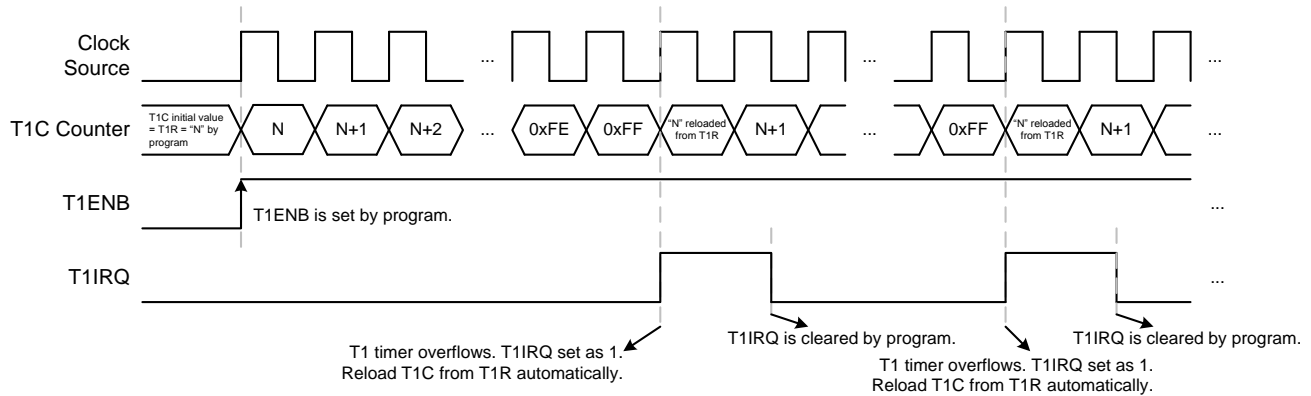 Clock
Source
...
...
...
T1C Counter
T1C initial value
= T1R = “N” by
program
N
N+1
N+2
...
0xFE
0xFF
“N” reloaded
from T1R
N+1
...
0xFF
“N” reloaded
from T1R
N+1
...
T1ENB
T1ENB is set by program.
...
T1IRQ
...
T1 timer overflows. T1IRQ set as 1.
Reload T1C from T1R automatically.
T1IRQ is cleared by program.
T1 timer overflows. T1IRQ set as 1.
Reload T1C from T1R automatically.
T1IRQ is cleared by program.